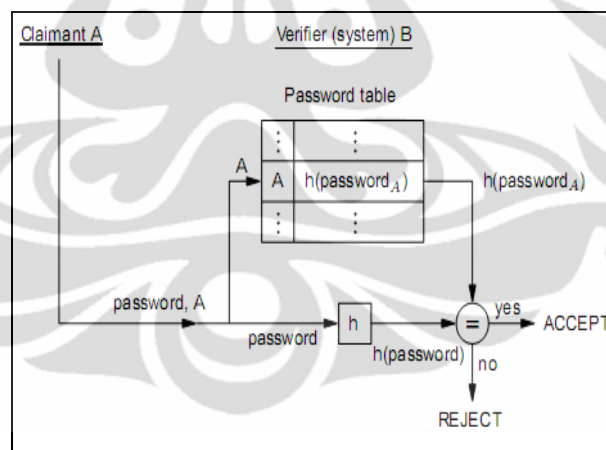 Claimant A
Verifier (system) B
Password table
⋮ ⋮
A
A h(password_A)
h(password_A)
⋮ ⋮
password, A
password
h
h(password)
=
yes
ACCEPT
no
REJECT